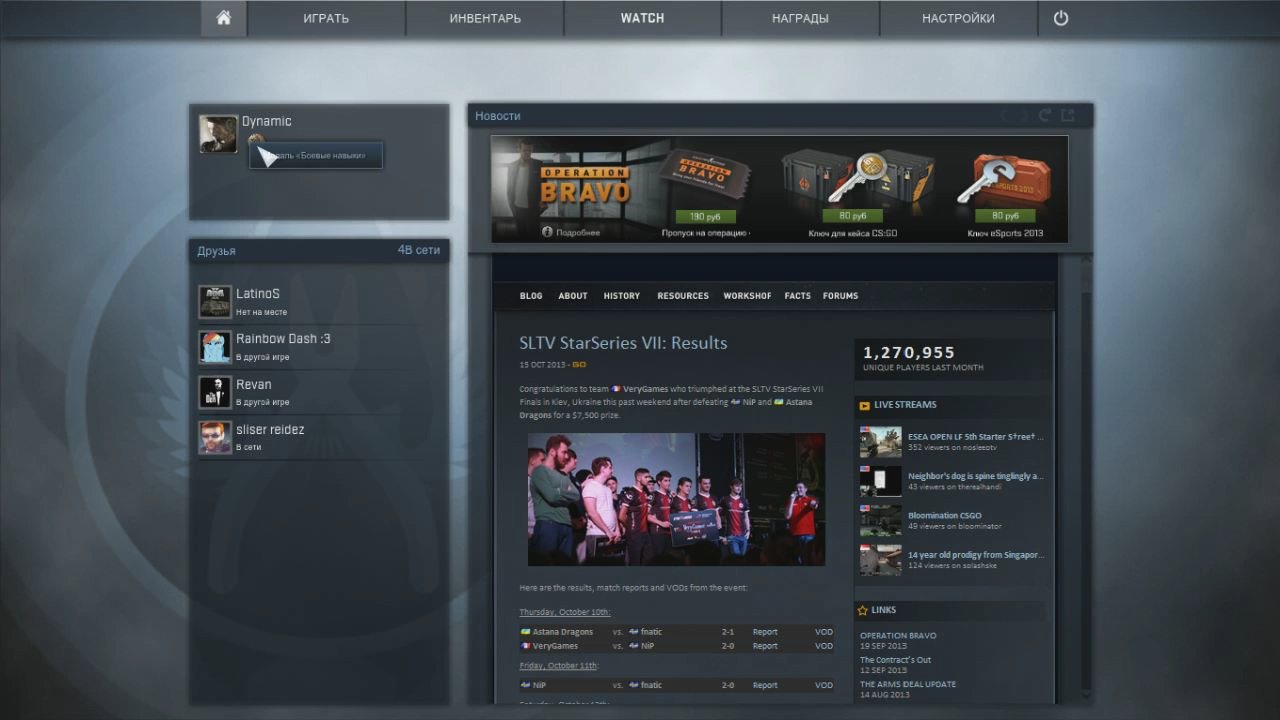 ИГРАТЬ
ИНВЕНТАРЬ
WATCH
НАГРАДЫ
НАСТРОЙКИ
Dynamic
«Боевые навыки»
Друзья
4В сети
LatinoS
Нет на месте
Rainbow Dash :3
В другой игре
Revan
В другой игре
sliser reidez
В сети
Новости
OPERATION
BRAVO
Подробнее
OPERATION
BRAVO
190 руб
Пропуск на операцию
80 руб
Ключ для кейса CS:GO
80 руб
Ключ eSports 2013
BLOG
ABOUT
HISTORY
RESOURCES
WORKSHOP
FACTS
FORUMS
SLTV StarSeries VII: Results
15 OCT 2013 - GO
Congratulations to team VeryGames who triumphed at the SLTV StarSeries VII
Finals in Kiev, Ukraine this past weekend after defeating NiP and Astana
Dragons for a $7,500 prize.
Here are the results, match reports and VODs from the event:
Thursday, October 10th:
Astana Dragons vs. fnatic 2-1 Report VOD
VeryGames vs. NiP 2-0 Report VOD
Friday, October 11th:
NiP vs. fnatic 2-0 Report VOD
1,270,955
UNIQUE PLAYERS LAST MONTH
LIVE STREAMS
ESEA OPEN LF 5th Starter S†ree† ...
352 viewers on nosleeptv
Neighbor's dog is spine tinglingly a...
43 viewers on therealhandi
Bloomination CSGO
49 viewers on bloominator
14 year old prodigy from Singapor...
124 viewers on splashske
LINKS
OPERATION BRAVO
19 SEP 2013
The Contract's Out
12 SEP 2013
THE ARMS DEAL UPDATE
14 AUG 2013